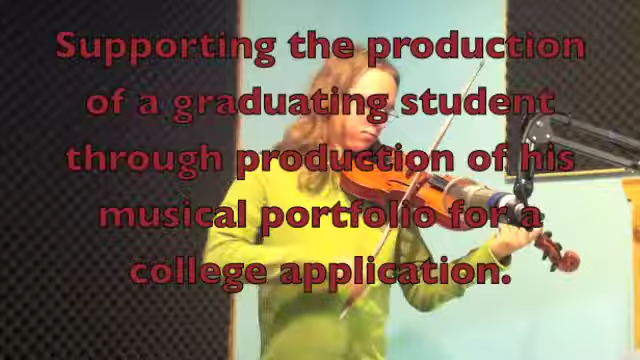 Supporting the production
of a graduating student
through production of his
musical portfolio for a
college application.